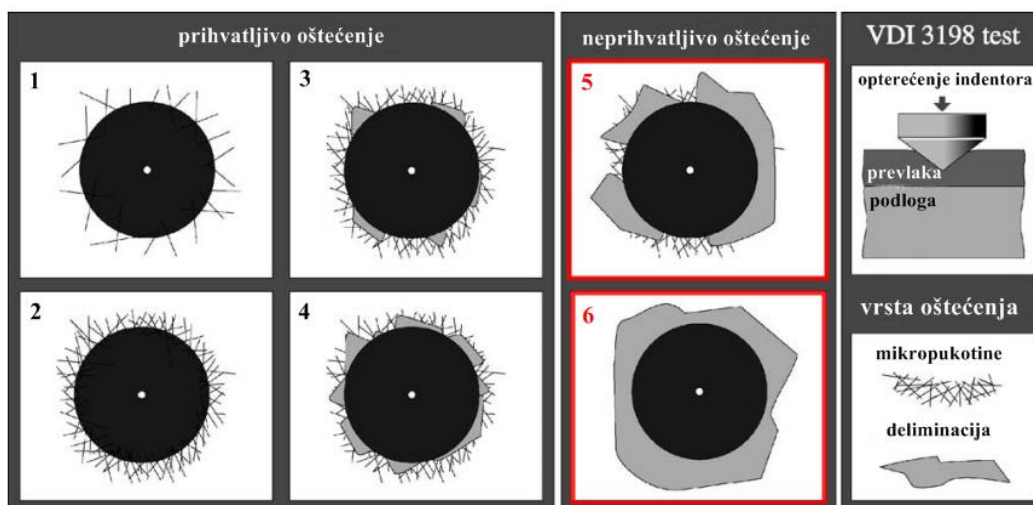 prihvatljivo oštećenje
1
3
2
4
neprihvatljivo oštećenje
5
6
VDI 3198 test
opterećenje indentora
prevlaka
podloga
vrsta oštećenja
mikropukotine
deliminacija